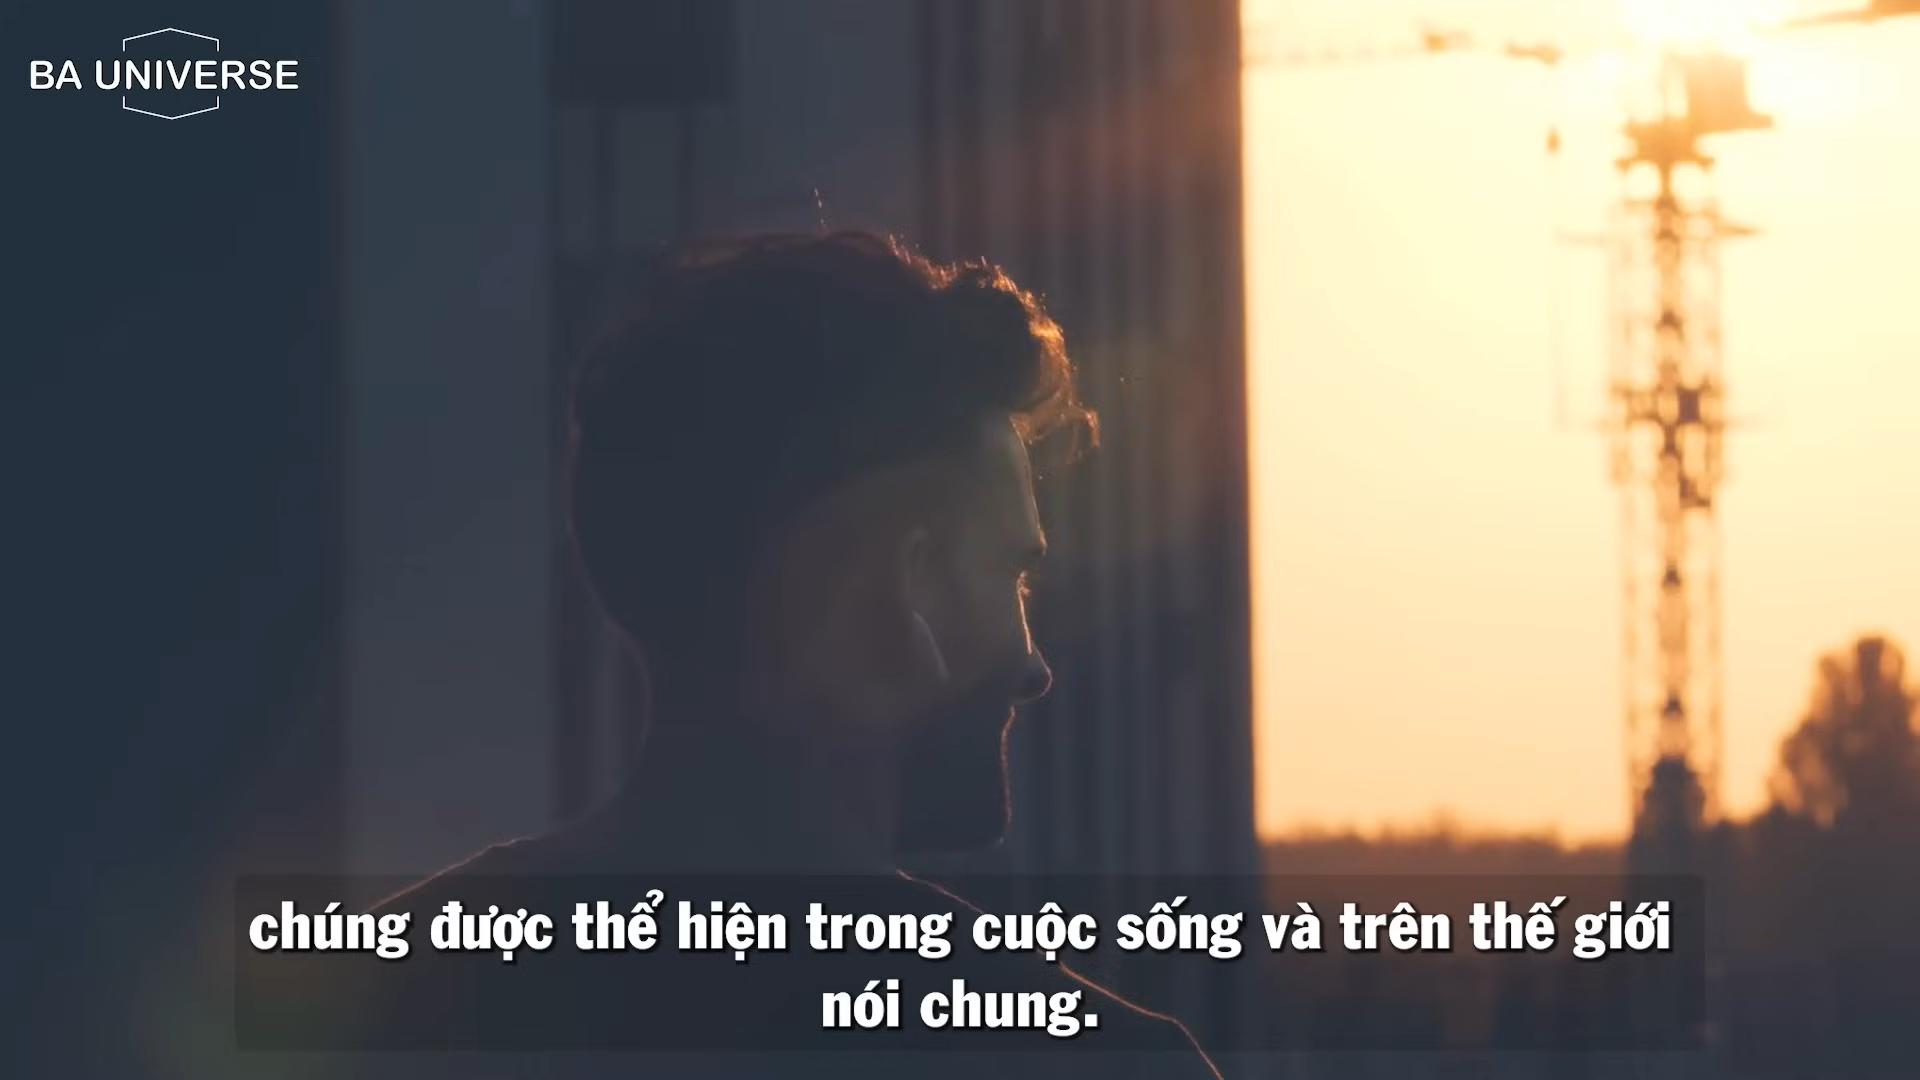 BA UNIVERSE
chúng được thể hiện trong cuộc sống và trên thế giới
nói chung.